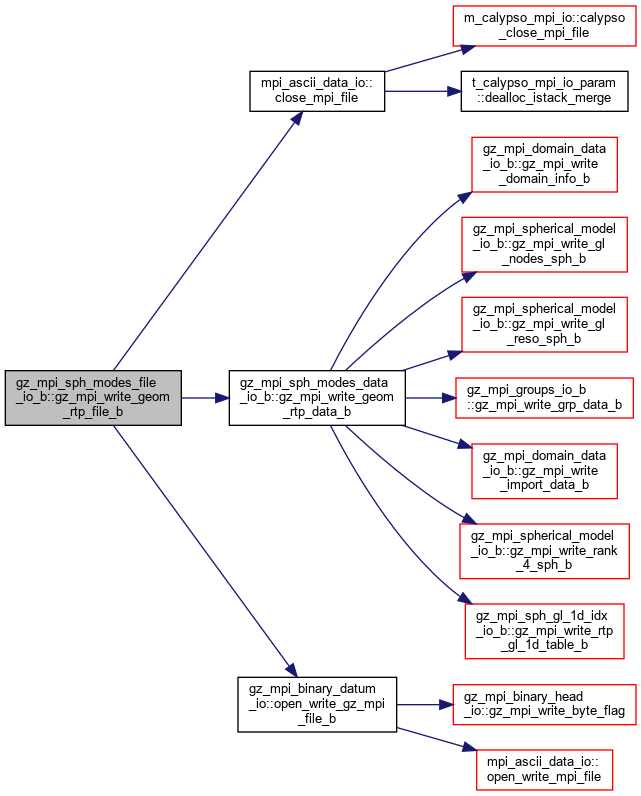 m_calypso_mpi_io::calypso
_close_mpi_file
mpi_ascii_data_io::
close_mpi_file
t_calypso_mpi_io_param
::dealloc_istack_merge
gz_mpi_domain_data
_io_b::gz_mpi_write
_domain_info_b
gz_mpi_spherical_model
_io_b::gz_mpi_write_gl
_nodes_sph_b
gz_mpi_spherical_model
_io_b::gz_mpi_write_gl
_reso_sph_b
gz_mpi_sph_modes_file
_io_b::gz_mpi_write_geom
_rtp_file_b
gz_mpi_sph_modes_data
_io_b::gz_mpi_write_geom
_rtp_data_b
gz_mpi_groups_io_b
::gz_mpi_write_grp_data_b
gz_mpi_domain_data
_io_b::gz_mpi_write
_import_data_b
gz_mpi_spherical_model
_io_b::gz_mpi_write_rank
_4_sph_b
gz_mpi_sph_gl_1d_idx
_io_b::gz_mpi_write_rtp
_gl_1d_table_b
gz_mpi_binary_datum
_io::open_write_gz_mpi
_file_b
gz_mpi_binary_head
_io::gz_mpi_write_byte_flag
mpi_ascii_data_io::
open_write_mpi_file